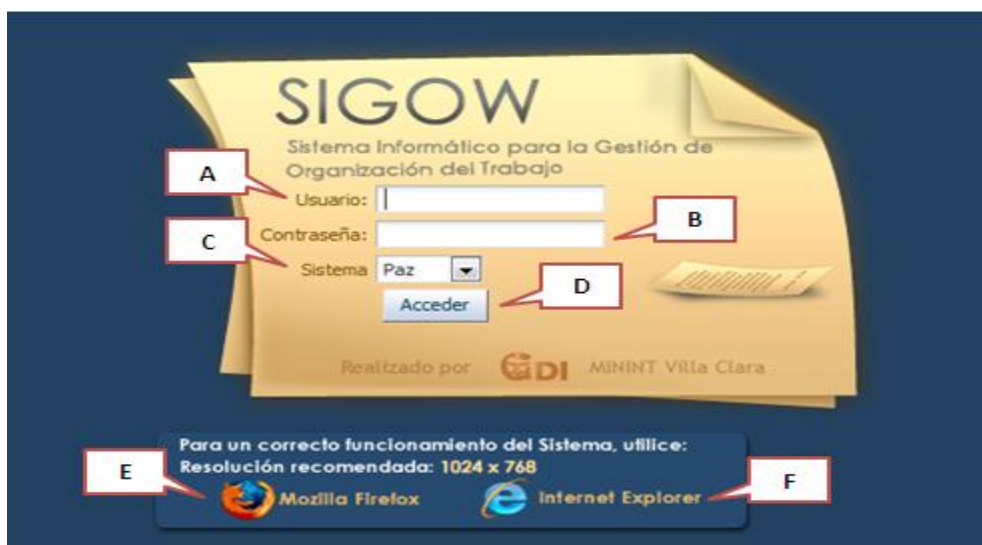 SIGOW
Sistema Informático para la Gestión de
Organización del Trabajo
A
Usuario:
B
C
Contraseña:
Sistema Paz
D
Acceder
Realizado por DI MININT Villa Clara
Para un correcto funcionamiento del Sistema, utilice:
Resolución recomendada: 1024 x 768
E
Mozilla Firefox
Internet Explorer
F